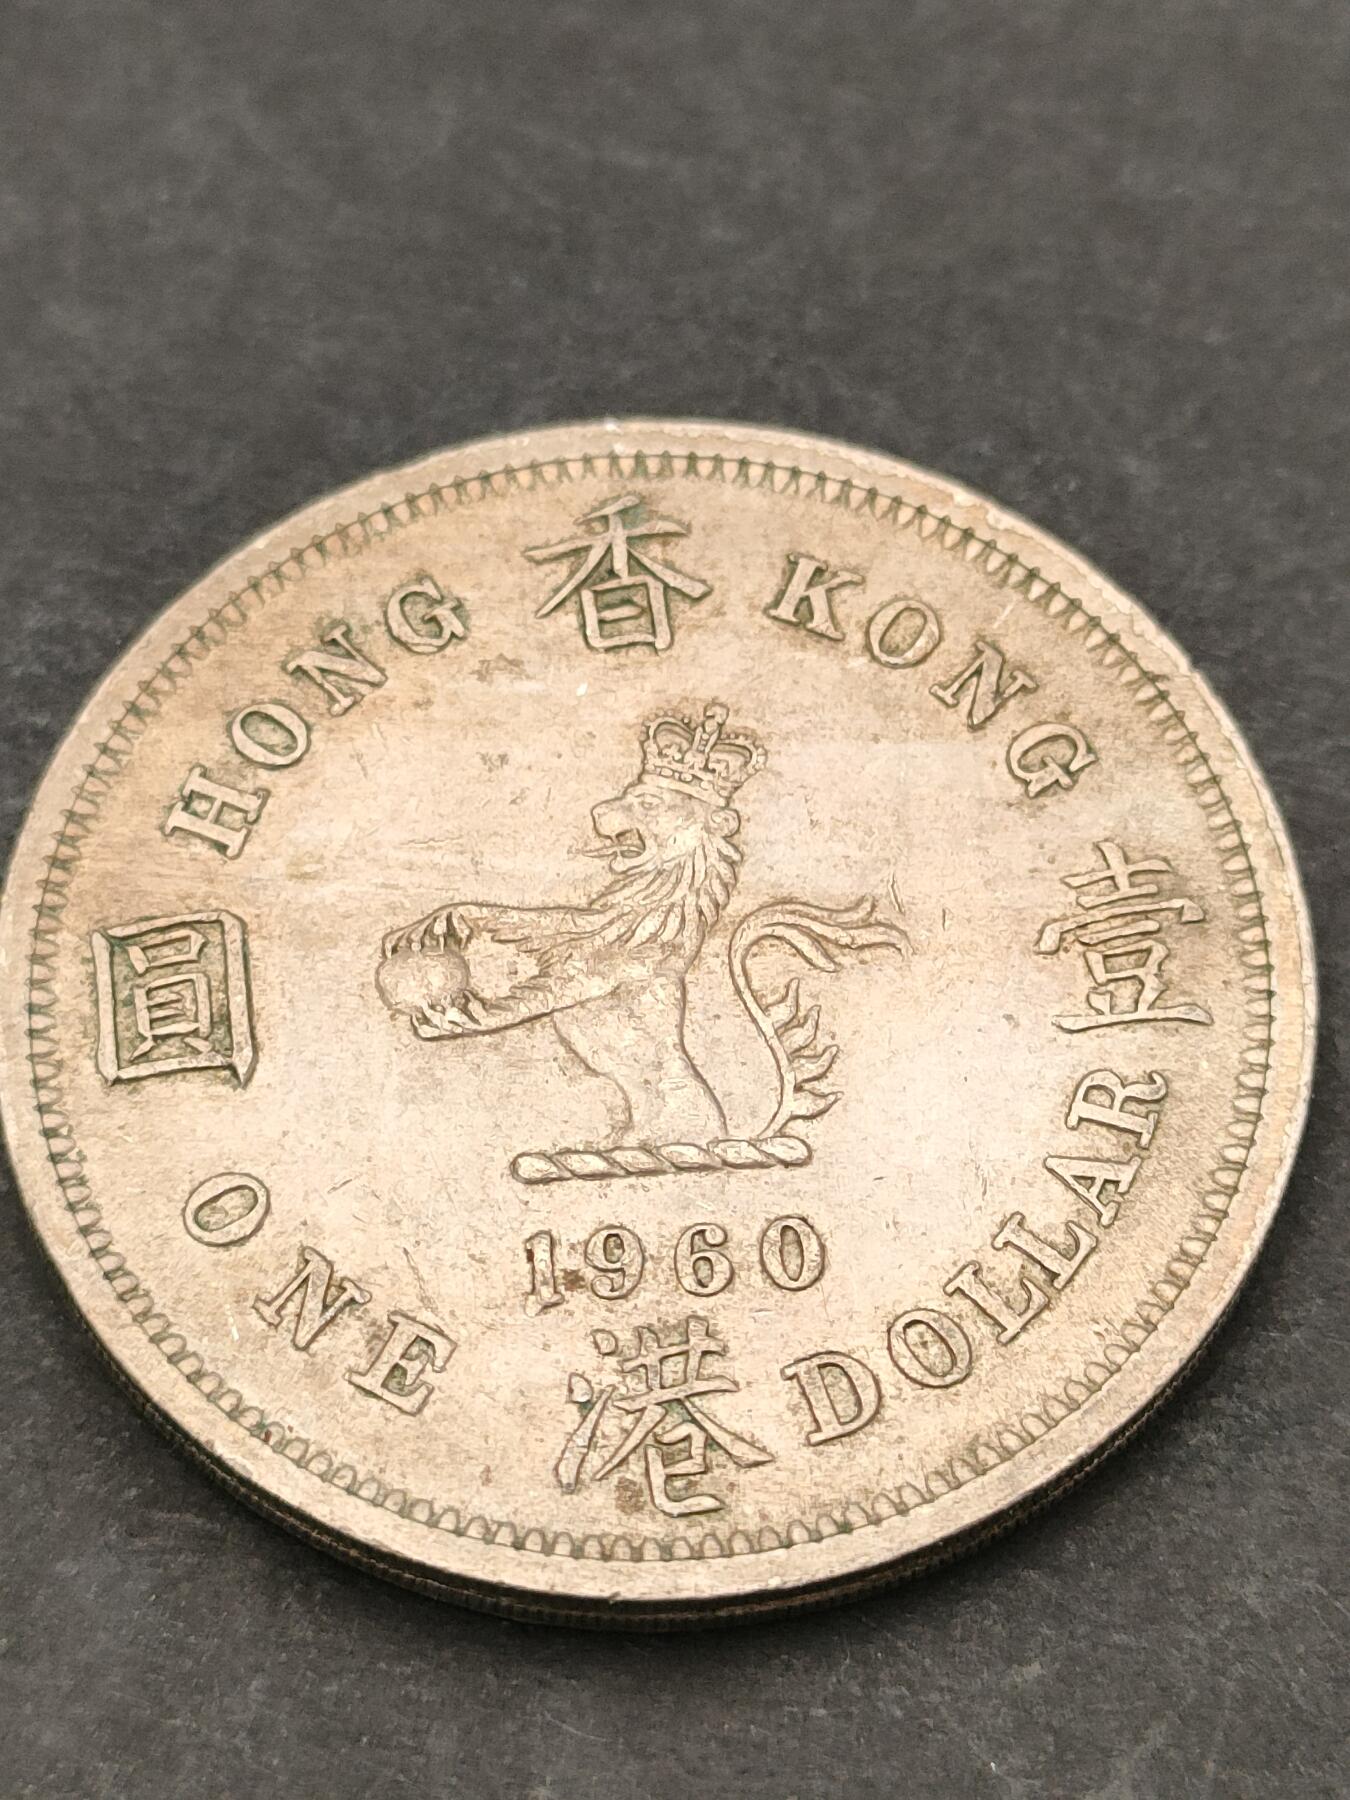 HONG KONG
香
圓
壹
1960
港
ONE DOLLAR